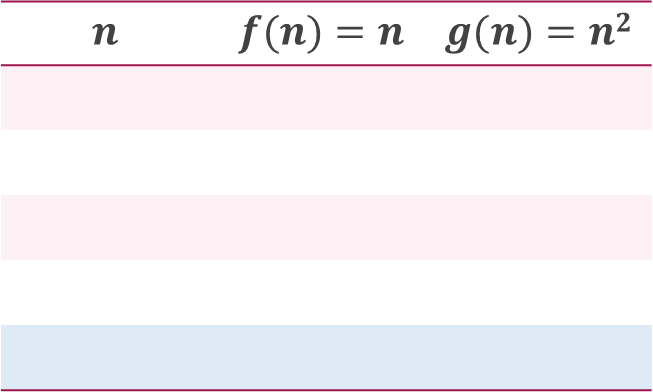 n f(n) = n g(n) = n²